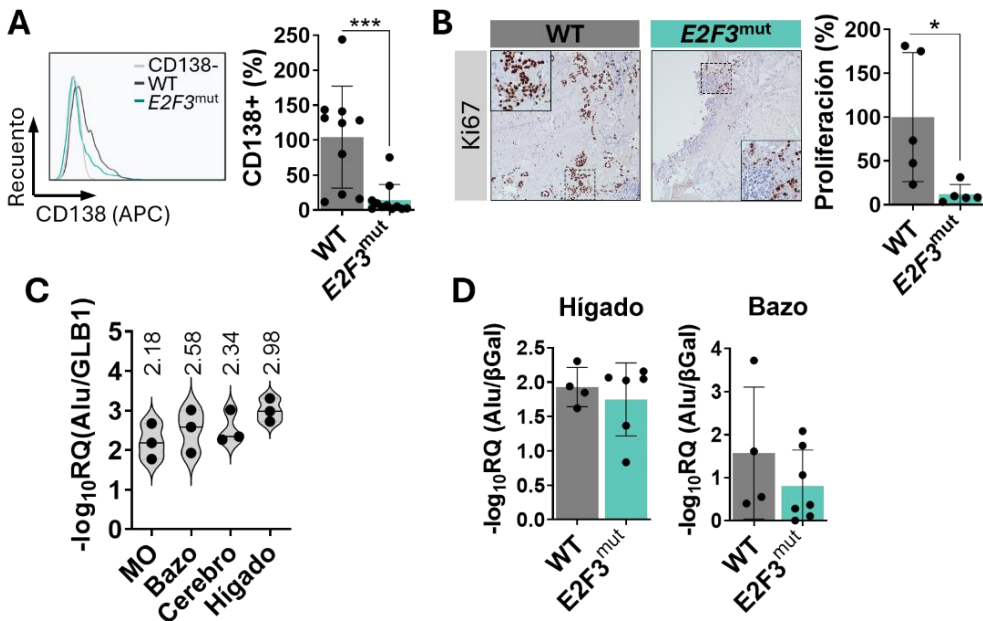 A
Recuento
CD138-
WT
E2F3mut
CD138 (APC)
CD138+ (%)
250
200
150
100
50
0
***
WT
E2F3mut
B
WT
E2F3mut
Ki67
Proliferación (%)
200
150
100
50
0
*
WT
E2F3mut
C
-log10RQ(Alu/GLB1)
5
4
3
2
1
0
2.18
2.58
2.34
2.98
MO
Bazo
Cerebro
Hígado
D
Hígado
-log10RQ (Alu/βGal)
2.5
2.0
1.5
1.0
0.5
0.0
WT
E2F3mut
Bazo
-log10RQ (Alu/βGal)
4
3
2
1
0
WT
E2F3mut